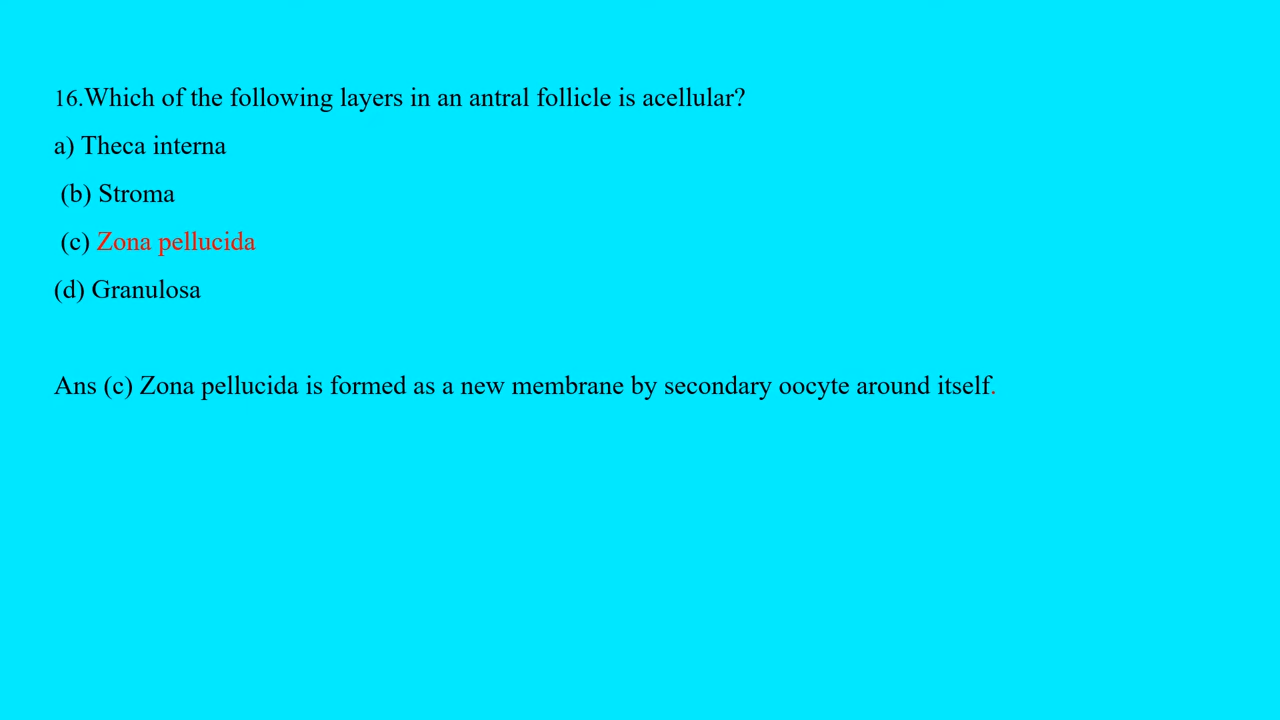 16.Which of the following layers in an antral follicle is acellular?
a) Theca interna
(b) Stroma
(c) Zona pellucida
(d) Granulosa
Ans (c) Zona pellucida is formed as a new membrane by secondary oocyte around itself.